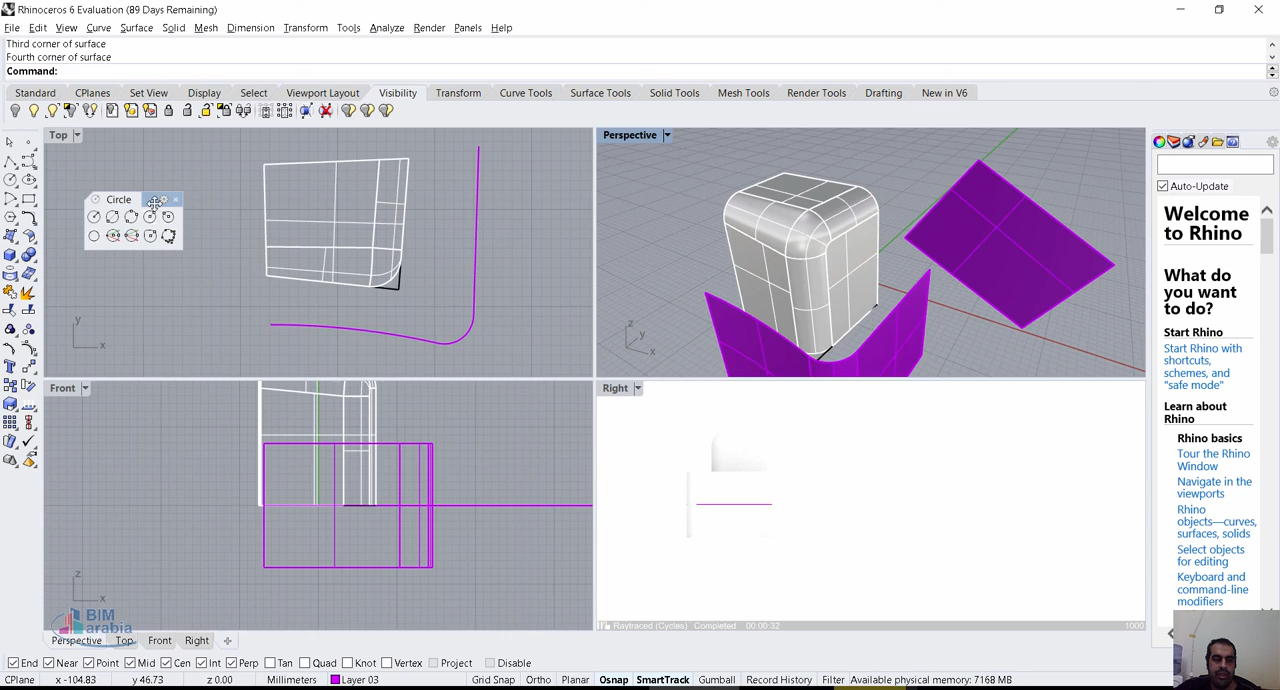 Rhinoceros 6 Evaluation (89 Days Remaining)
File Edit View Curve Surface Solid Mesh Dimension Transform Tools Analyze Render Panels Help
Third corner of surface
Fourth corner of surface
Command:
Standard CPlanes Set View Display Select Viewport Layout Visibility Transform Curve Tools Surface Tools Solid Tools Mesh Tools Render Tools Drafting New in V6
Top
Perspective
Circle
y
x
z
y
x
Auto-Update
Welcome
to Rhino
What do
you want
to do?
Start Rhino
Start Rhino with
shortcuts,
schemes, and
"safe mode"
Learn about
Rhino
Rhino basics
Tour the Rhino
Window
Navigate in the
viewports
Rhino
objects—curves,
surfaces, solids
Select objects
for editing
Keyboard and
command-line
modifiers
Front
Right
z
x
BIM
arabia
Raytraced (Cycles) Completed 00:00:32 1000
Perspective Top Front Right
End Near Point Mid Cen Int Perp Tan Quad Knot Vertex Project Disable
CPlane x -104.83 y 46.73 z 0.00 Millimeters Layer 03 Grid Snap Ortho Planar Osnap SmartTrack Gumball Record History Filter Available physical memory: 7168 MB